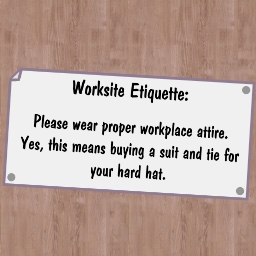 Worksite Etiquette:
Please wear proper workplace attire.
Yes, this means buying a suit and tie for
your hard hat.